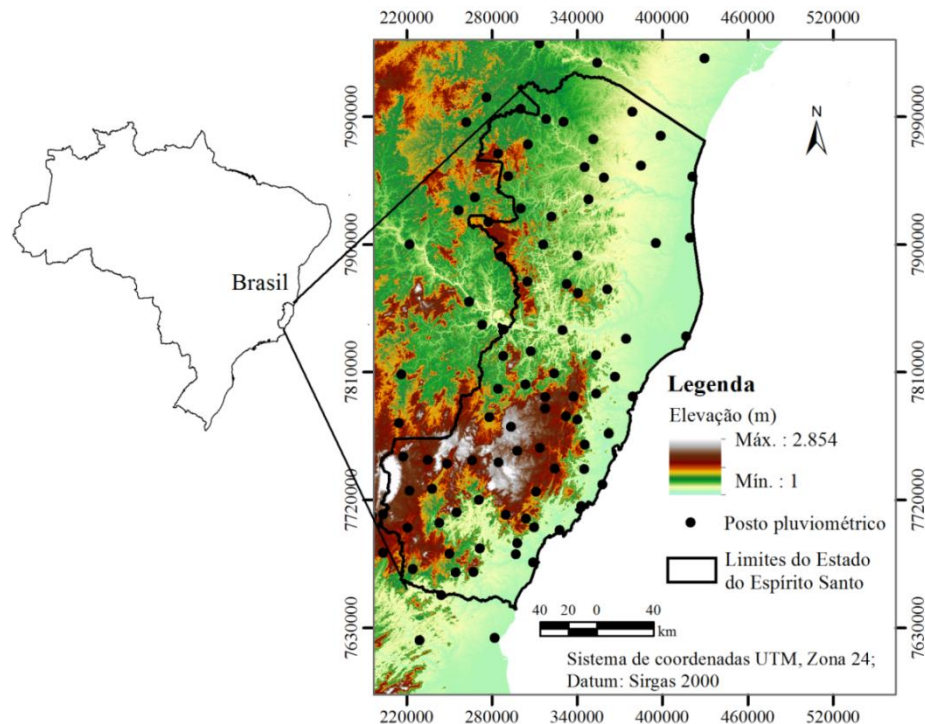 220000 280000 340000 400000 460000 520000
7990000
7900000
7810000
7720000
7630000
N
Brasil
Legenda
Elevação (m)
Máx. : 2.854
Mín. : 1
Posto pluviométrico
Limites do Estado
do Espírito Santo
40 20 0 40
km
Sistema de coordenadas UTM, Zona 24;
Datum: Sirgas 2000
7990000
7900000
7810000
7720000
7630000
220000 280000 340000 400000 460000 520000